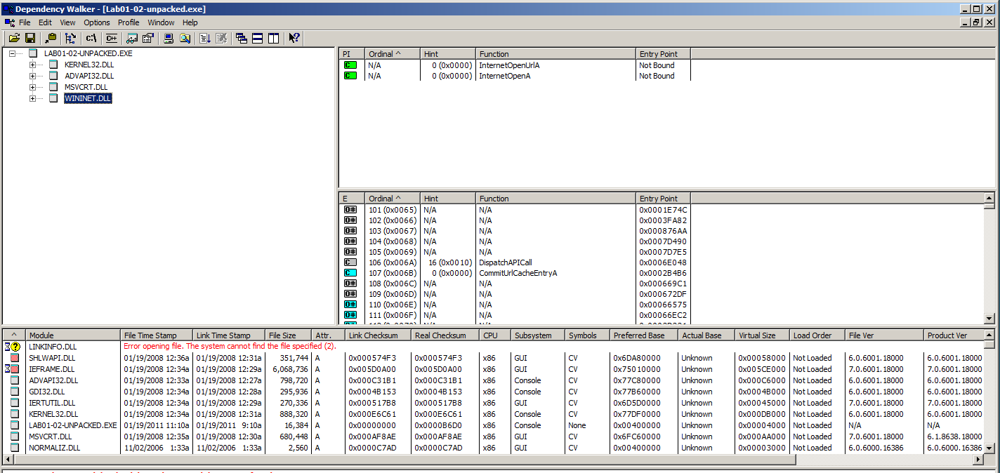 Dependency Walker - [Lab01-02-unpacked.exe]
File Edit View Options Profile Window Help
c:\ C++
LAB01-02-UNPACKED.EXE
KERNEL32.DLL
ADVAPI32.DLL
MSVCRT.DLL
WININET.DLL
PI Ordinal ^ Hint Function Entry Point
C N/A 0 (0x0000) InternetOpenUrlA Not Bound
C N/A 0 (0x0000) InternetOpenA Not Bound
E Ordinal ^ Hint Function Entry Point
O# 101 (0x0065) N/A N/A 0x0001E74C
O# 102 (0x0066) N/A N/A 0x0003FA82
O# 103 (0x0067) N/A N/A 0x000876AA
O# 104 (0x0068) N/A N/A 0x0007D490
O# 105 (0x0069) N/A N/A 0x0007D7E5
C 106 (0x006A) 16 (0x0010) DispatchAPICall 0x0006E048
C 107 (0x006B) 0 (0x0000) CommitUrlCacheEntryA 0x0002B4B6
O# 108 (0x006C) N/A N/A 0x000669C1
O# 109 (0x006D) N/A N/A 0x000672DF
O# 110 (0x006E) N/A N/A 0x00066575
O# 111 (0x006F) N/A N/A 0x00066EC2
^ Module File Time Stamp Link Time Stamp File Size Attr. Link Checksum Real Checksum CPU Subsystem Symbols Preferred Base Actual Base Virtual Size Load Order File Ver Product Ver
? LINKINFO.DLL Error opening file. The system cannot find the file specified (2).
SHLWAPI.DLL 01/19/2008 12:36a 01/19/2008 12:31a 351,744 A 0x000574F3 0x000574F3 x86 GUI CV 0x6DA80000 Unknown 0x00058000 Not Loaded 6.0.6001.18000 6.0.6001.18000
IEFRAME.DLL 01/19/2008 12:34a 01/19/2008 12:29a 6,068,736 A 0x005D0A00 0x005D0A00 x86 GUI CV 0x75010000 Unknown 0x005CE000 Not Loaded 7.0.6001.18000 7.0.6001.18000
ADVAPI32.DLL 01/19/2008 12:33a 01/19/2008 12:27a 798,720 A 0x000C31B1 0x000C31B1 x86 Console CV 0x77C80000 Unknown 0x000C6000 Not Loaded 6.0.6001.18000 6.0.6001.18000
GDI32.DLL 01/19/2008 12:34a 01/19/2008 12:28a 295,936 A 0x0004B153 0x0004B153 x86 Console CV 0x77B60000 Unknown 0x0004B000 Not Loaded 6.0.6001.18000 6.0.6001.18000
IERTUTIL.DLL 01/19/2008 12:34a 01/19/2008 12:29a 270,336 A 0x000517B8 0x000517B8 x86 GUI CV 0x6D5D0000 Unknown 0x00045000 Not Loaded 7.0.6001.18000 7.0.6001.18000
KERNEL32.DLL 01/19/2008 12:34a 01/19/2008 12:31a 888,320 A 0x000E6C61 0x000E6C61 x86 Console CV 0x77DF0000 Unknown 0x000DB000 Not Loaded 6.0.6001.18000 6.0.6001.18000
LAB01-02-UNPACKED.EXE 01/19/2011 11:10a 01/19/2011 9:10a 16,384 A 0x00000000 0x0000B6D0 x86 Console None 0x00400000 Unknown 0x00004000 Not Loaded N/A N/A
MSVCRT.DLL 01/19/2008 12:35a 01/19/2008 12:30a 680,448 A 0x000AF8AE 0x000AF8AE x86 GUI CV 0x6FC60000 Unknown 0x000AA000 Not Loaded 7.0.6001.18000 6.1.8638.18000
NORMALIZ.DLL 11/02/2006 1:33a 11/02/2006 1:33a 2,560 A 0x0000C7AD 0x0000C7AD x86 GUI CV 0x00400000 Unknown 0x00003000 Not Loaded 6.0.6000.16386 6.0.6000.16386